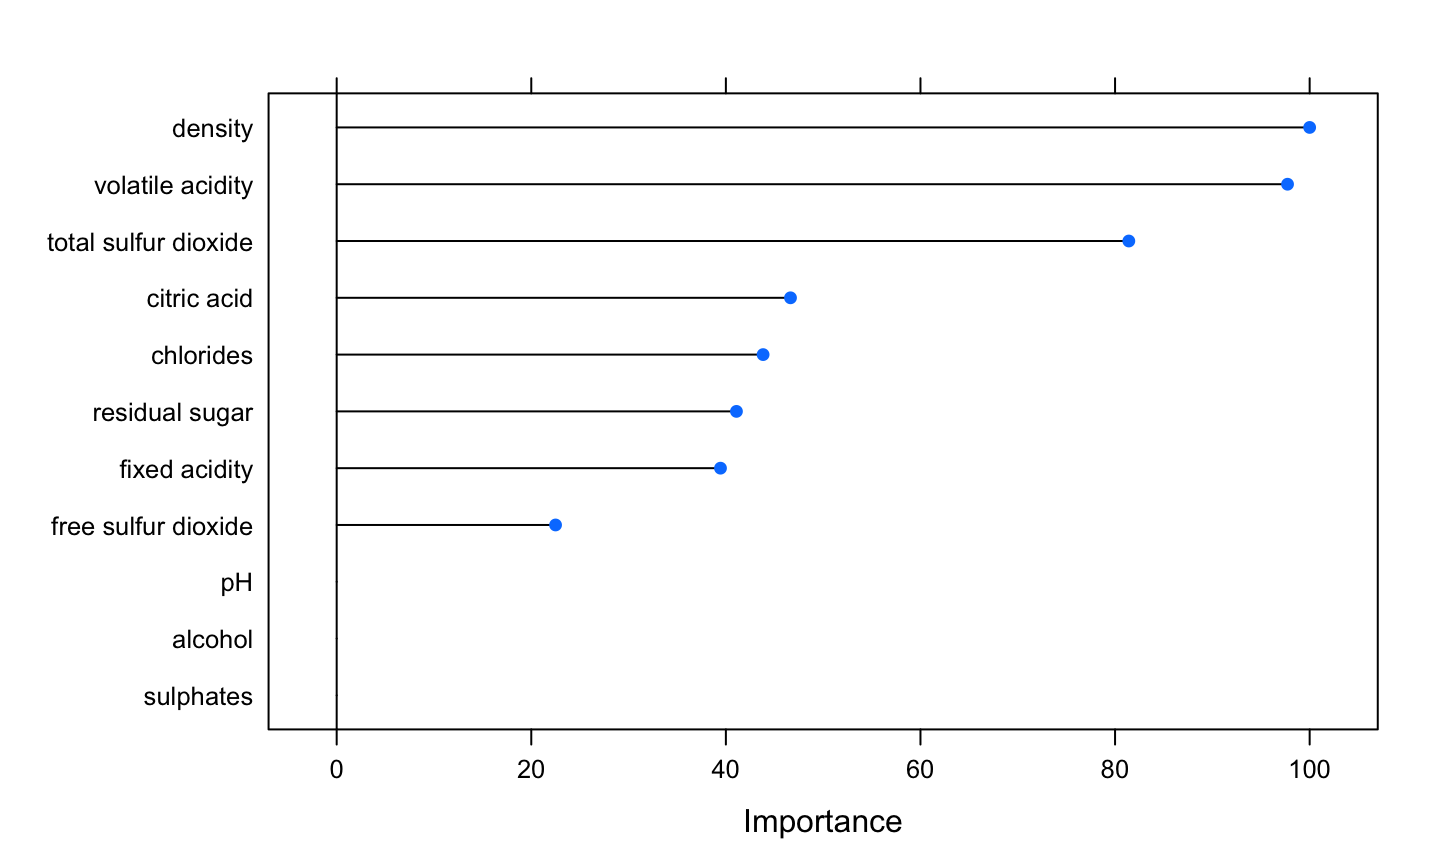 density
volatile acidity
total sulfur dioxide
citric acid
chlorides
residual sugar
fixed acidity
free sulfur dioxide
pH
alcohol
sulphates
0 20 40 60 80 100
Importance